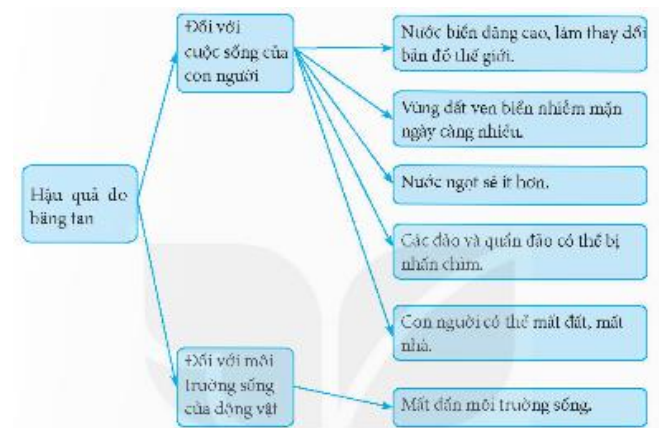 Hậu quả do
băng tan
Đối với
cuộc sống của
con người
Nước biển dâng cao, làm thay đổi
bản đồ thế giới.
Vùng đất ven biển nhiễm mặn
ngày càng nhiều.
Nước ngọt sẽ ít hơn.
Các đảo và quần đảo có thể bị
nhấn chìm.
Con người có thể mất đất, mất
nhà.
Đối với môi
trường sống
của động vật
Mất dần môi trường sống.